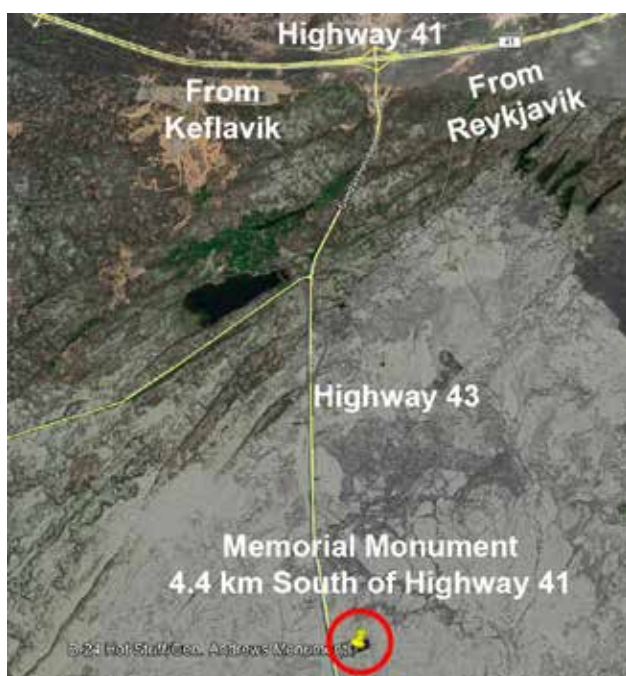 Highway 41
41
From
Keflavik
From
Reykjavik
Highway 43
Memorial Monument
4.4 km South of Highway 41
B-24 Hot Stuff/Gen. Andrews Monument